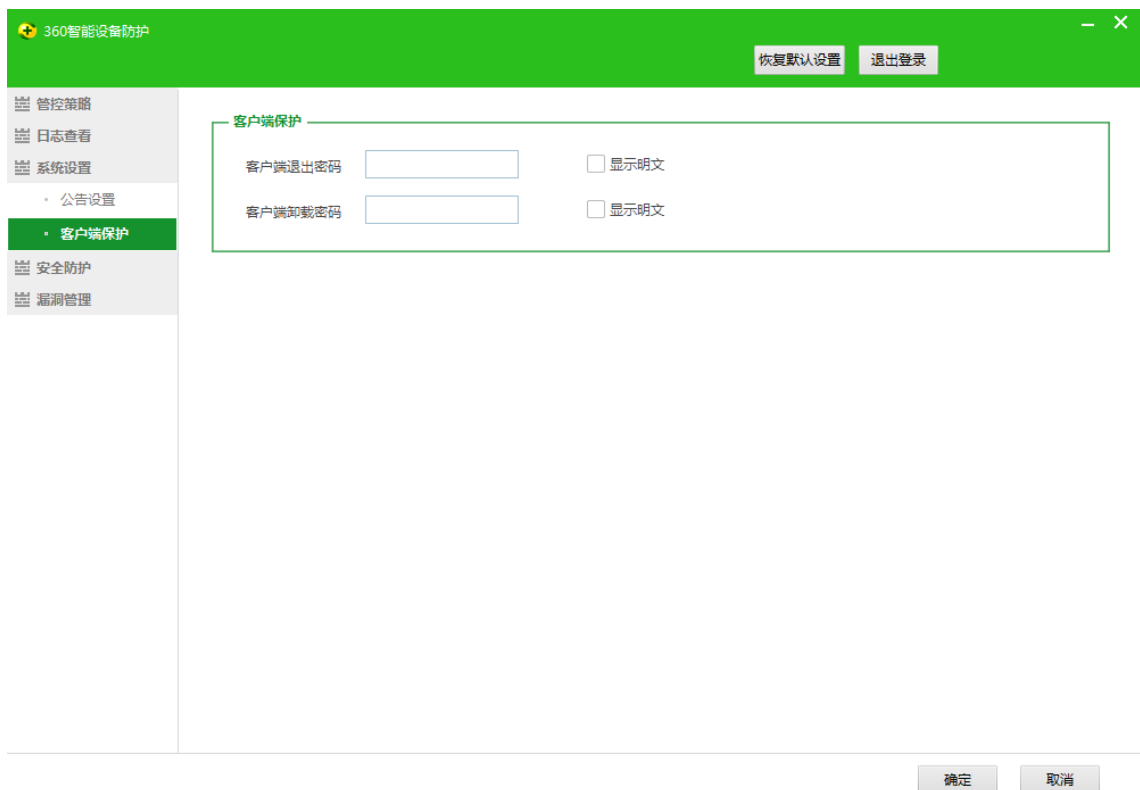 360智能设备防护
恢复默认设置 退出登录
管控策略
日志查看
系统设置
公告设置
客户端保护
安全防护
漏洞管理
客户端保护
客户端退出密码 显示明文
客户端卸载密码 显示明文
确定 取消